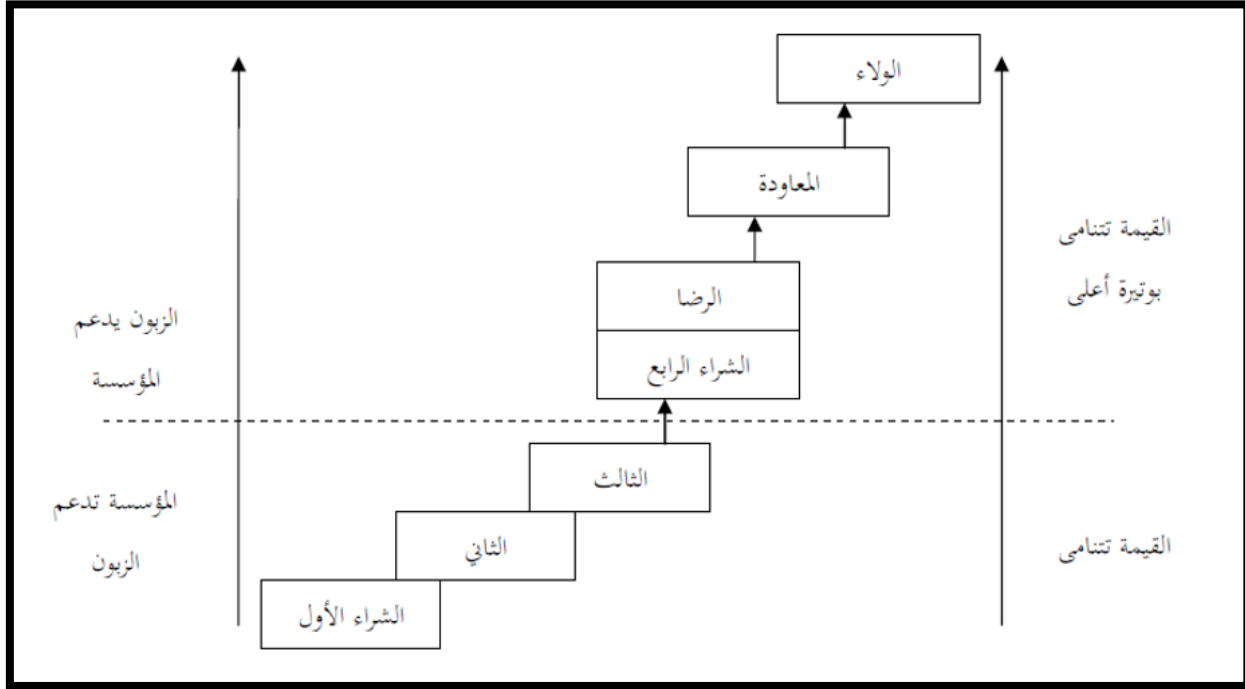 الولاء
المعاودة
القيمة تتنامى
بوتيرة أعلى
الرضا
الشراء الرابع
الزبون يدعم
المؤسسة
الثالث
الثاني
الشراء الأول
القيمة تتنامى
المؤسسة تدعم
الزبون